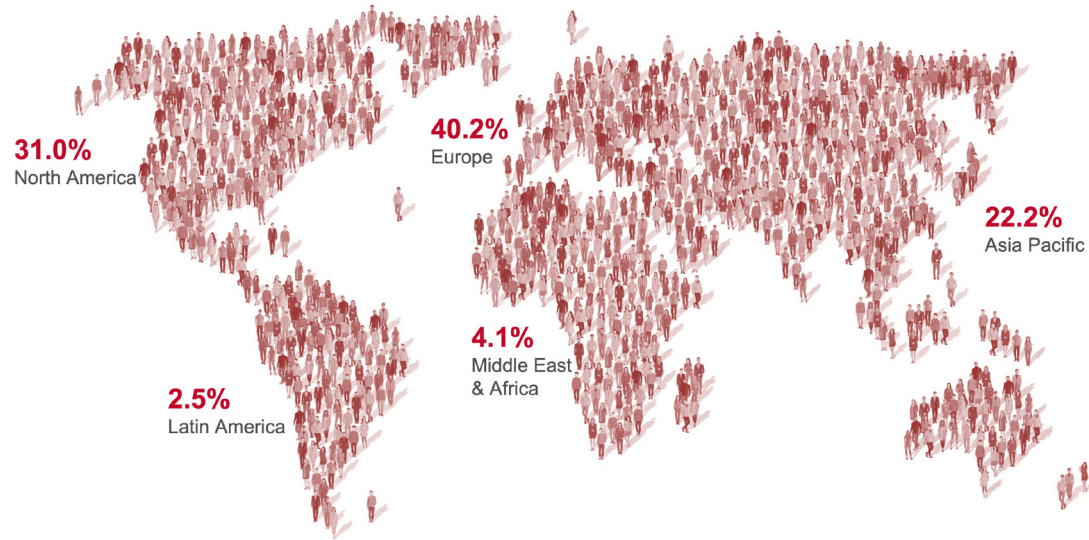 31.0%
North America
40.2%
Europe
22.2%
Asia Pacific
4.1%
Middle East
& Africa
2.5%
Latin America